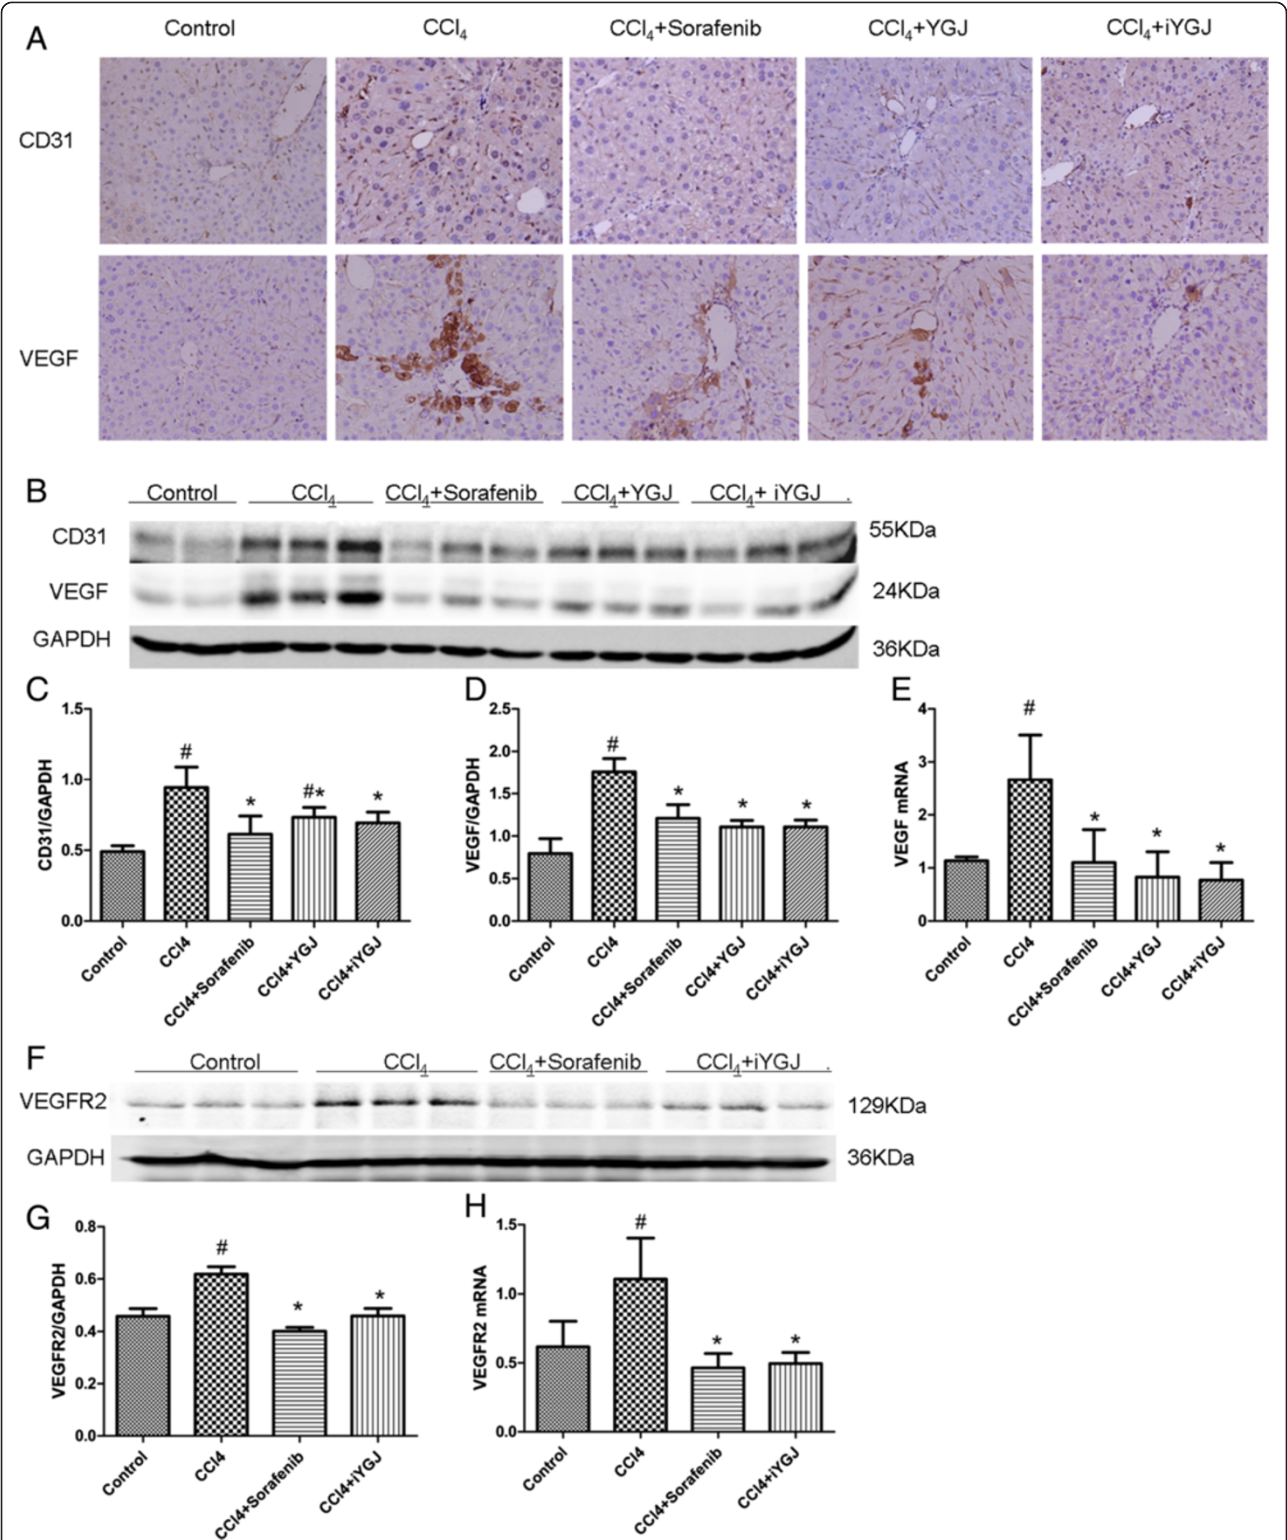 A
Control CCl4 CCl4+Sorafenib CCl4+YGJ CCl4+iYGJ
CD31
VEGF
B
Control CCl4 CCl4+Sorafenib CCl4+YGJ CCl4+ iYGJ .
CD31 55KDa
VEGF 24KDa
GAPDH 36KDa
C
CD31/GAPDH
1.5
1.0
0.5
0.0
#
*
#*
*
Control CCl4 CCl4+Sorafenib CCl4+YGJ CCl4+iYGJ
D
VEGF/GAPDH
2.5
2.0
1.5
1.0
0.5
0.0
#
*
*
*
Control CCl4 CCl4+Sorafenib CCl4+YGJ CCl4+iYGJ
E
VEGF mRNA
4
3
2
1
0
#
*
*
*
Control CCl4 CCl4+Sorafenib CCl4+YGJ CCl4+iYGJ
F
Control CCl4 CCl4+Sorafenib CCl4+iYGJ .
VEGFR2 129KDa
GAPDH 36KDa
G
VEGFR2/GAPDH
0.8
0.6
0.4
0.2
0.0
#
*
*
Control CCl4 CCl4+Sorafenib CCl4+iYGJ
H
VEGFR2 mRNA
1.5
1.0
0.5
0.0
#
*
*
Control CCl4 CCl4+Sorafenib CCl4+iYGJ